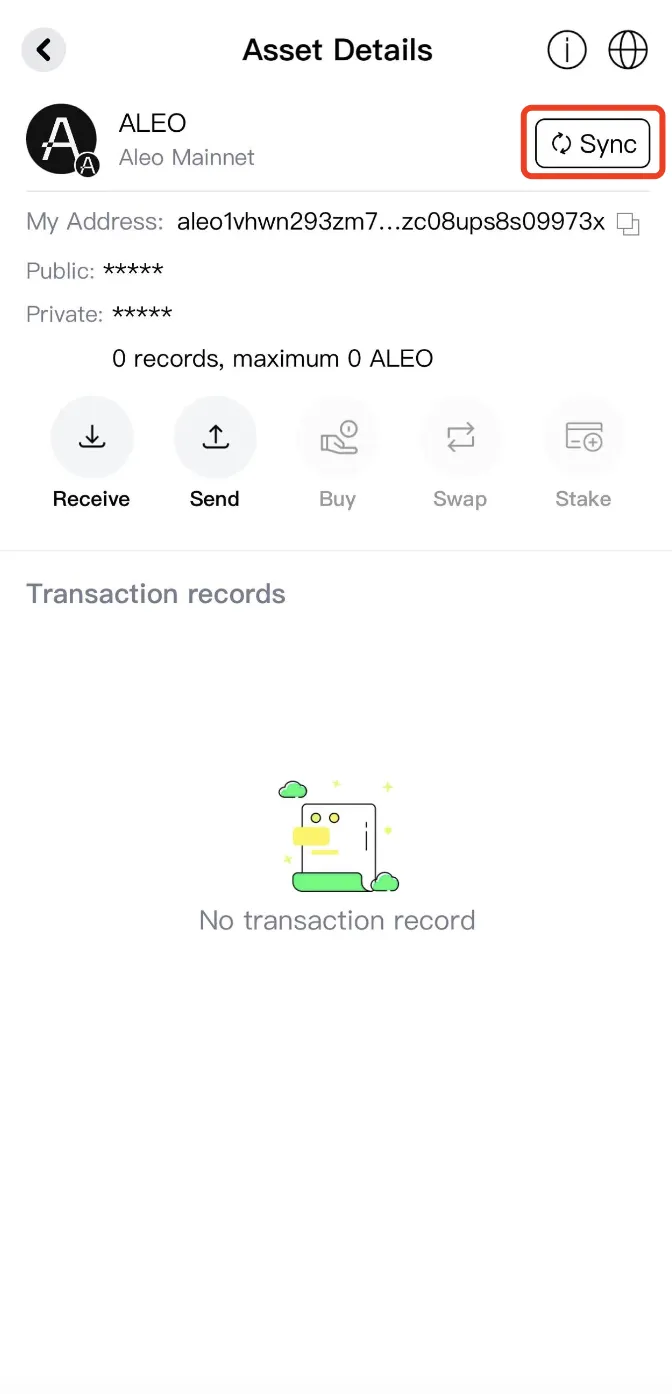 Asset Details
ALEO
Aleo Mainnet
Sync
My Address: aleo1vhwn293zm7...zc08ups8s09973x
Public: *****
Private: *****
0 records, maximum 0 ALEO
Receive Send Buy Swap Stake
Transaction records
No transaction record